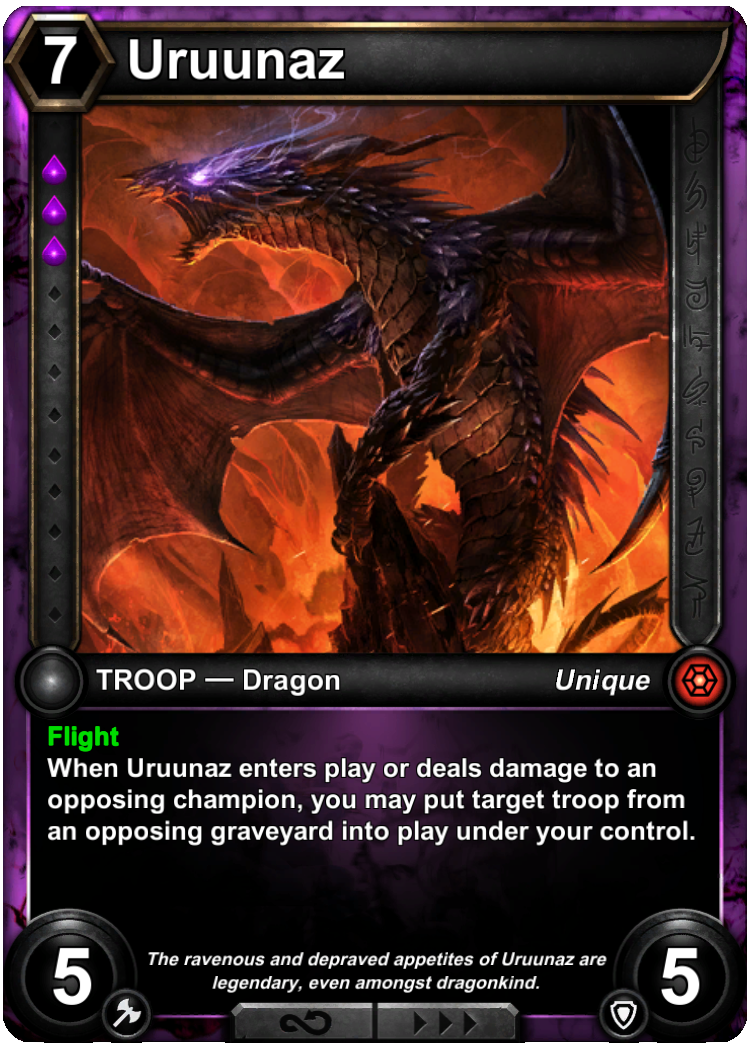 7 Uruunaz
TROOP — Dragon Unique
Flight
When Uruunaz enters play or deals damage to an
opposing champion, you may put target troop from
an opposing graveyard into play under your control.
The ravenous and depraved appetites of Uruunaz are
legendary, even amongst dragonkind.
5 5